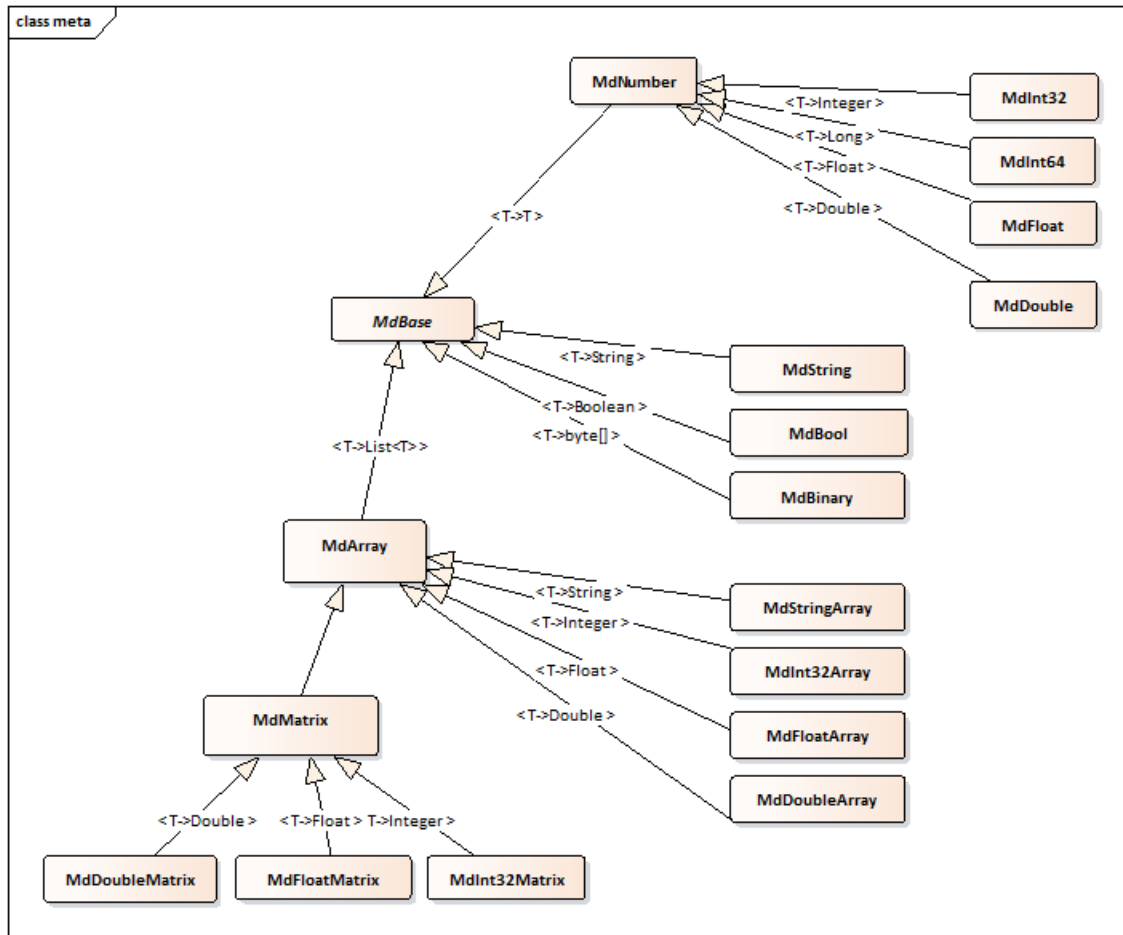 class meta
MdNumber
MdInt32
<T->Integer>
<T->Long>
MdInt64
<T->Float>
<T->Double>
MdFloat
<T->T>
MdDouble
MdBase
<T->String>
MdString
<T->Boolean>
MdBool
<T->byte[]>
<T->List<T>>
MdBinary
MdArray
<T->String>
MdStringArray
<T->Integer>
<T->Float>
MdInt32Array
<T->Double>
MdMatrix
MdFloatArray
MdDoubleArray
<T->Double>
<T->Float>
T->Integer>
MdDoubleMatrix
MdFloatMatrix
MdInt32Matrix